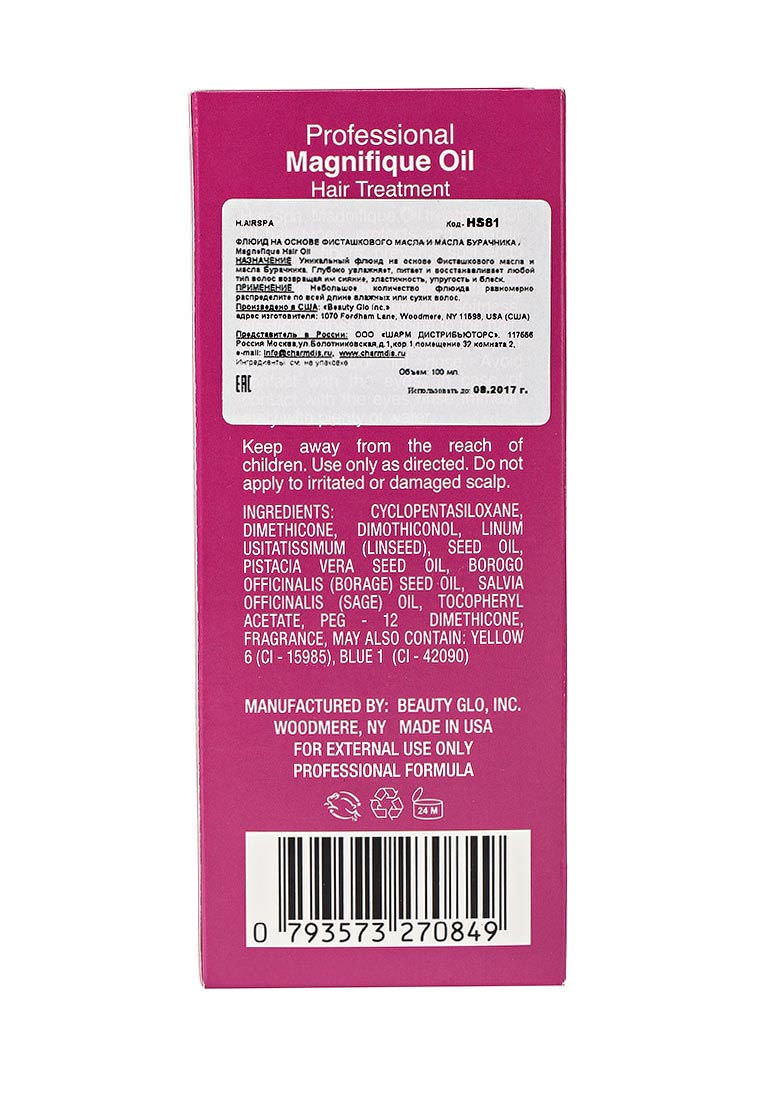 Professional
Magnifique Oil
Hair Treatment
H.AIRSPA Код- HS81
ФЛЮИД НА ОСНОВЕ ФИСТАШКОВОГО МАСЛА И МАСЛА БУРАЧНИКА /
Magnefique Hair Oil
НАЗНАЧЕНИЕ Уникальный флюид на основе Фисташкового масла и
масла Бурачника. Глубоко увлажняет, питает и восстанавливает любой
тип волос возвращая им сияние, эластичность, упругость и блеск.
ПРИМЕНЕНИЕ Небольшое количество флюида равномерно
распределите по всей длине влажных или сухих волос.
Произведено в США: «Beauty Glo Inc.»
адрес изготовителя: 1070 Fordham Lane, Woodmere, NY 11598, USA (США)
Представитель в России: ООО «ШАРМ ДИСТРИБЬЮТОРС». 117556
Россия Москва,ул.Болотниковская,д.1,кор.1,помещение 32 комната 2,
e-mail: info@charmdis.ru, www.charmdis.ru
Ингредиенты: см. на упаковке
Объем: 100 мл.
EAC Использовать до: 08.2017 г.
Keep away from the reach of
children. Use only as directed. Do not
apply to irritated or damaged scalp.
INGREDIENTS: CYCLOPENTASILOXANE,
DIMETHICONE, DIMOTHICONOL, LINUM
USITATISSIMUM (LINSEED), SEED OIL,
PISTACIA VERA SEED OIL, BOROGO
OFFICINALIS (BORAGE) SEED OIL, SALVIA
OFFICINALIS (SAGE) OIL, TOCOPHERYL
ACETATE, PEG - 12 DIMETHICONE,
FRAGRANCE, MAY ALSO CONTAIN: YELLOW
6 (CI - 15985), BLUE 1 (CI - 42090)
MANUFACTURED BY: BEAUTY GLO, INC.
WOODMERE, NY MADE IN USA
FOR EXTERNAL USE ONLY
PROFESSIONAL FORMULA
24 M
0 793573 270849